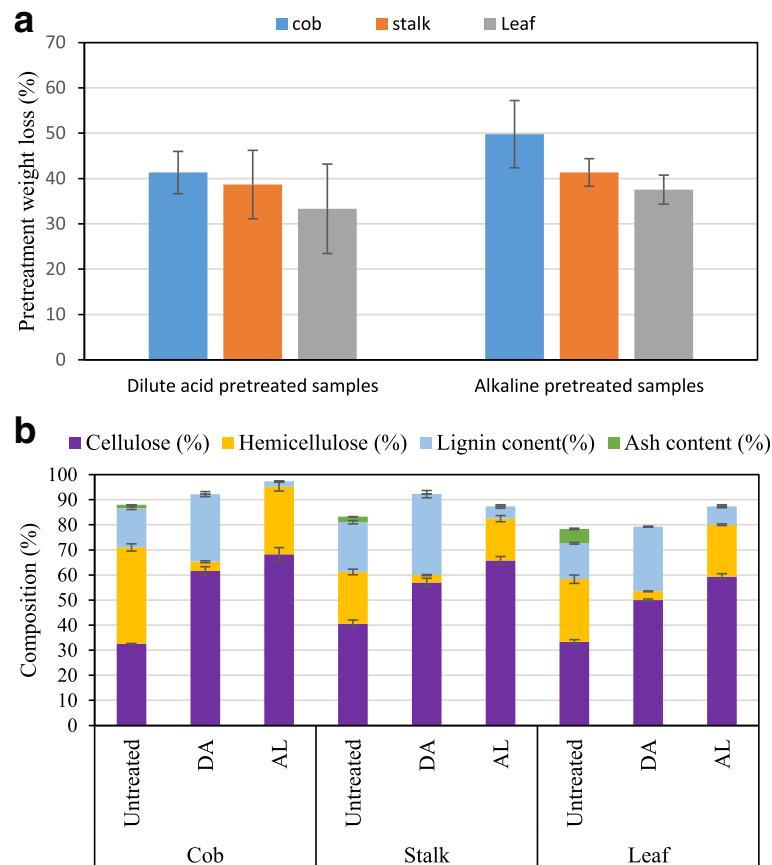 a
cob stalk Leaf
Pretreatment weight loss (%)
70
60
50
40
30
20
10
0
Dilute acid pretreated samples Alkaline pretreated samples
b
Cellulose (%) Hemicellulose (%) Lignin conent(%) Ash content (%)
Composition (%)
100
90
80
70
60
50
40
30
20
10
0
Untreated DA AL Untreated DA AL Untreated DA AL
Cob Stalk Leaf